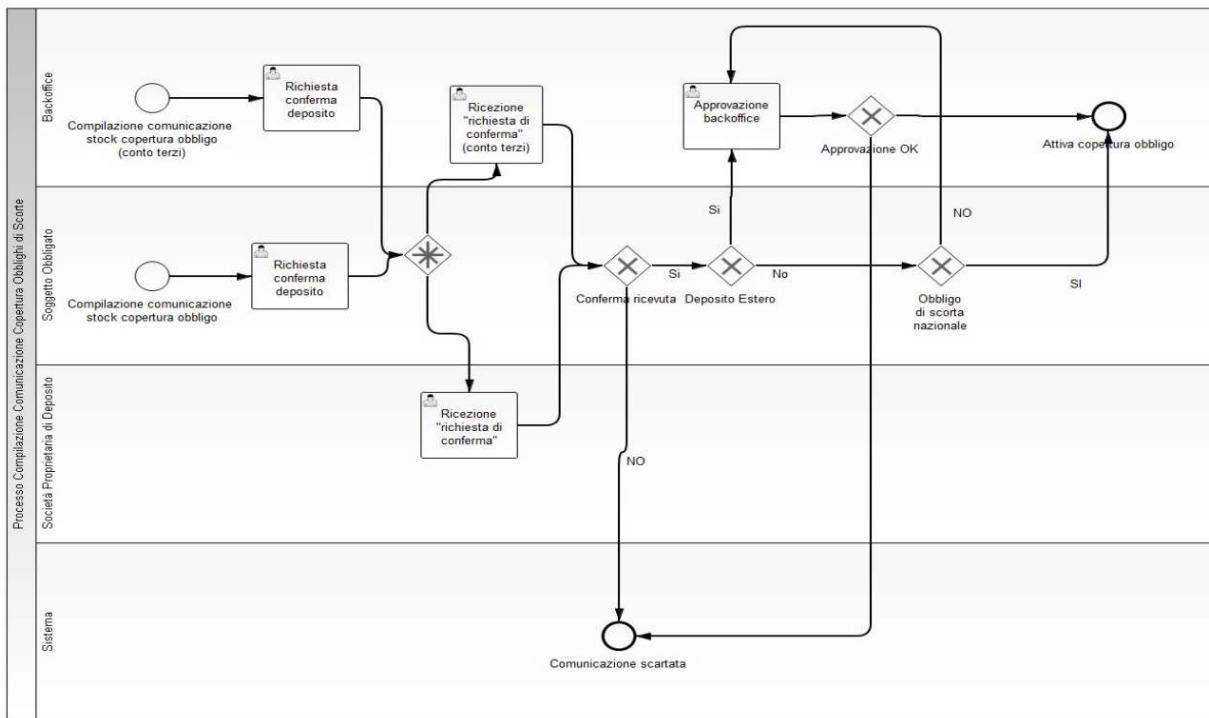 Processo Compilazione Comunicazione Copertura Obblighi di Scorte
Backoffice
Compilazione comunicazione
stock copertura obbligo
(conto terzi)
Richiesta
conferma
deposito
Ricezione
"richiesta di
conferma"
(conto terzi)
Approvazione
backoffice
Approvazione OK
Attiva copertura obbligo
Soggetto Obbligato
Compilazione comunicazione
stock copertura obbligo
Richiesta
conferma
deposito
Conferma ricevuta
Si
Deposito Estero
Si
No
Obbligo
di scorta
nazionale
NO
SI
Società Proprietaria di Deposito
Ricezione
"richiesta di
conferma"
NO
Sistema
Comunicazione scartata